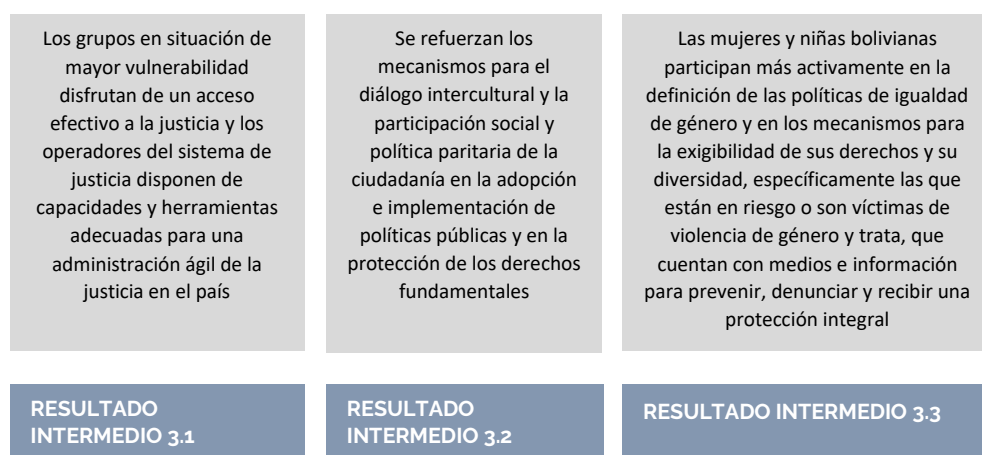 Los grupos en situación de
mayor vulnerabilidad
disfrutan de un acceso
efectivo a la justicia y los
operadores del sistema de
justicia disponen de
capacidades y herramientas
adecuadas para una
administración ágil de la
justicia en el país
Se refuerzan los
mecanismos para el
diálogo intercultural y la
participación social y
política paritaria de la
ciudadanía en la adopción
e implementación de
políticas públicas y en la
protección de los derechos
fundamentales
Las mujeres y niñas bolivianas
participan más activamente en la
definición de las políticas de igualdad
de género y en los mecanismos para
la exigibilidad de sus derechos y su
diversidad, específicamente las que
están en riesgo o son víctimas de
violencia de género y trata, que
cuentan con medios e información
para prevenir, denunciar y recibir una
protección integral
RESULTADO
INTERMEDIO 3.1
RESULTADO
INTERMEDIO 3.2
RESULTADO INTERMEDIO 3.3